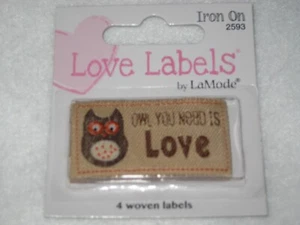 Iron On
2593
Love Labels®
by LaMode®
OWL YOU NEED IS
Love
4 woven labels